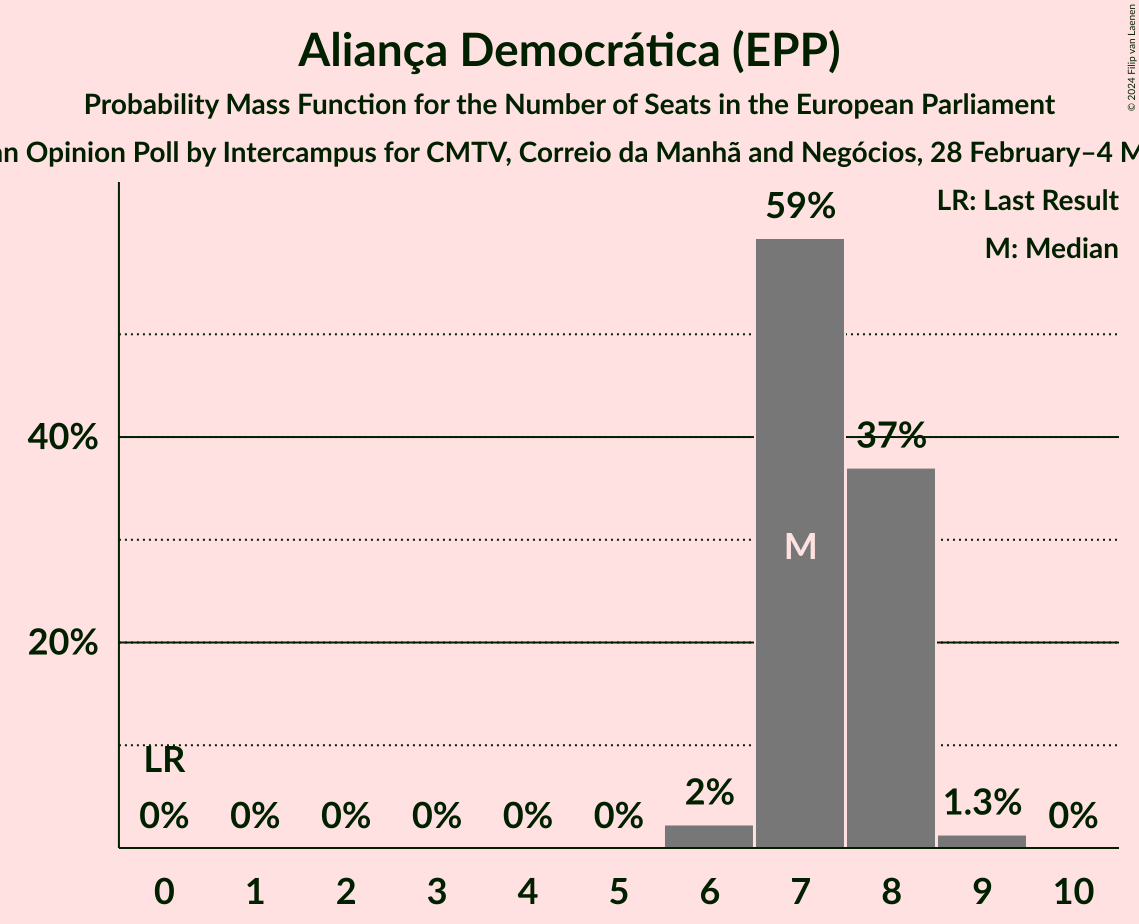 Aliança Democrática (EPP)
Probability Mass Function for the Number of Seats in the European Parliament
an Opinion Poll by Intercampus for CMTV, Correio da Manhã and Negócios, 28 February–4 M
© 2024 Filip van Laenen
LR: Last Result
M: Median
59%
40%
37%
M
20%
LR
0% 0% 0% 0% 0% 0% 2% 1.3% 0%
0 1 2 3 4 5 6 7 8 9 10